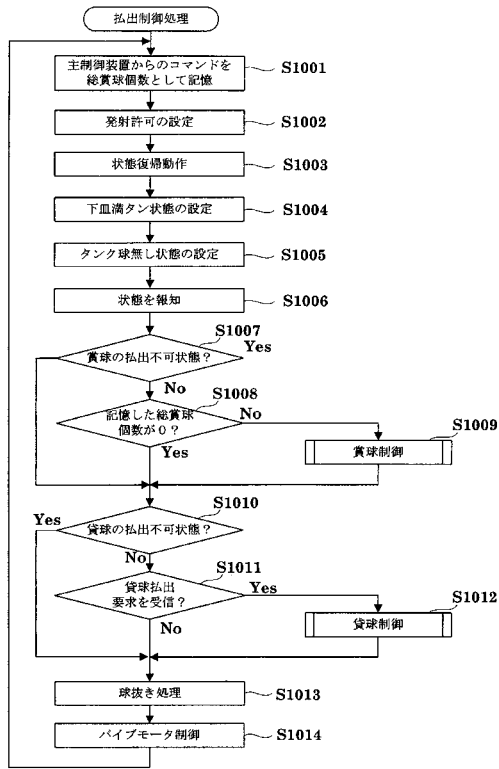 払出制御処理
主制御装置からのコマンドを
総賞球個数として記憶
S1001
発射許可の設定
S1002
状態復帰動作
S1003
下皿満タン状態の設定
S1004
タンク球無し状態の設定
S1005
状態を報知
S1006
S1007
賞球の払出不可状態?
Yes
No
S1008
記憶した総賞球
個数が0?
No
Yes
S1009
賞球制御
S1010
Yes
貸球の払出不可状態?
No
S1011
貸球払出
要求を受信?
Yes
No
S1012
貸球制御
球抜き処理
S1013
バイブモータ制御
S1014